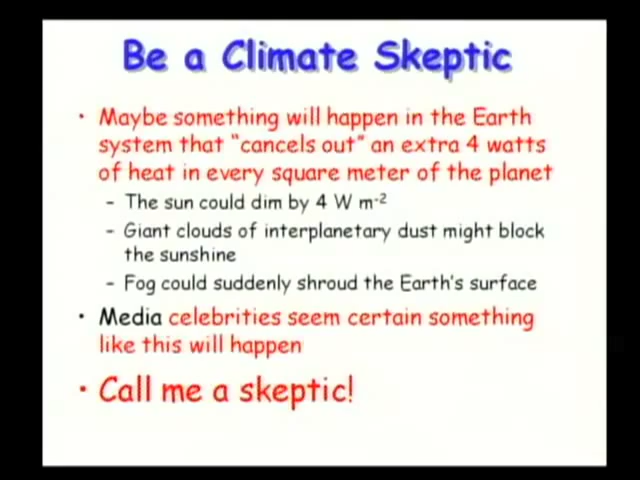 Be a Climate Skeptic
• Maybe something will happen in the Earth
system that "cancels out" an extra 4 watts
of heat in every square meter of the planet
– The sun could dim by 4 W m-2
– Giant clouds of interplanetary dust might block
the sunshine
– Fog could suddenly shroud the Earth's surface
• Media celebrities seem certain something
like this will happen
• Call me a skeptic!